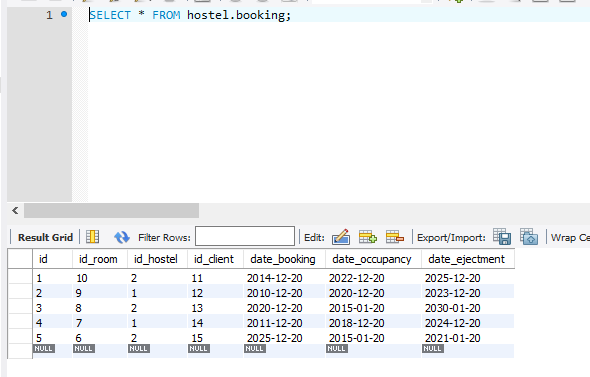 1 SELECT * FROM hostel.booking;
Result Grid Filter Rows: Edit: Export/Import: Wrap Ce
id id_room id_hostel id_client date_booking date_occupancy date_ejectment
1 10 2 11 2014-12-20 2022-12-20 2025-12-20
2 9 1 12 2010-12-20 2020-12-20 2023-12-20
3 8 2 13 2020-12-20 2015-01-20 2030-01-20
4 7 1 14 2011-12-20 2018-12-20 2024-12-20
5 6 2 15 2025-12-20 2015-01-20 2021-01-20
NULL NULL NULL NULL NULL NULL NULL